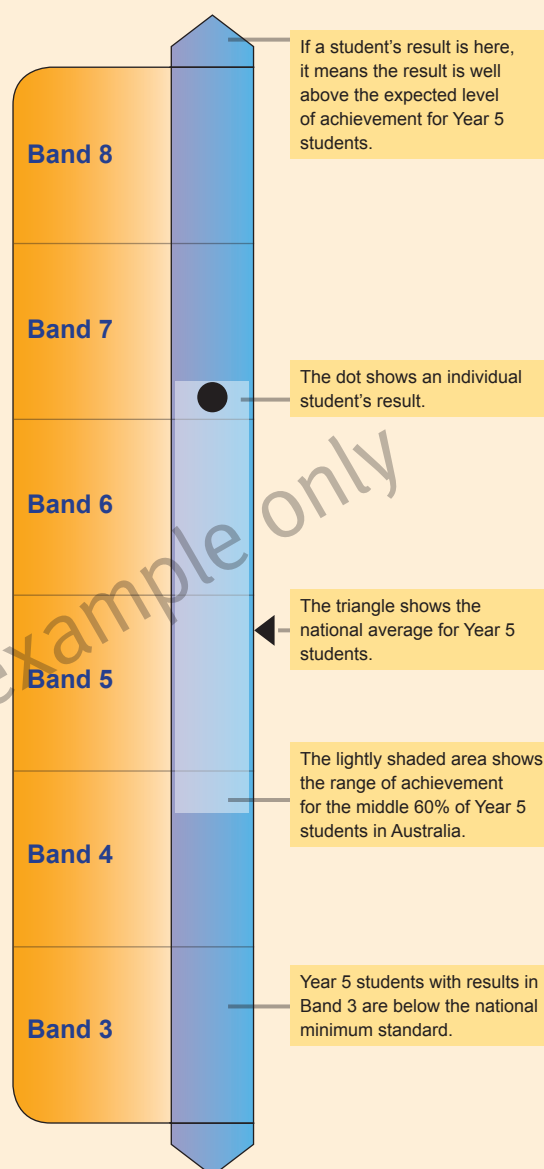 If a student's result is here,
it means the result is well
above the expected level
of achievement for Year 5
students.
Band 8
Band 7
The dot shows an individual
student's result.
Band 6
example only
The triangle shows the
national average for Year 5
students.
Band 5
The lightly shaded area shows
the range of achievement
for the middle 60% of Year 5
students in Australia.
Band 4
Year 5 students with results in
Band 3 are below the national
minimum standard.
Band 3